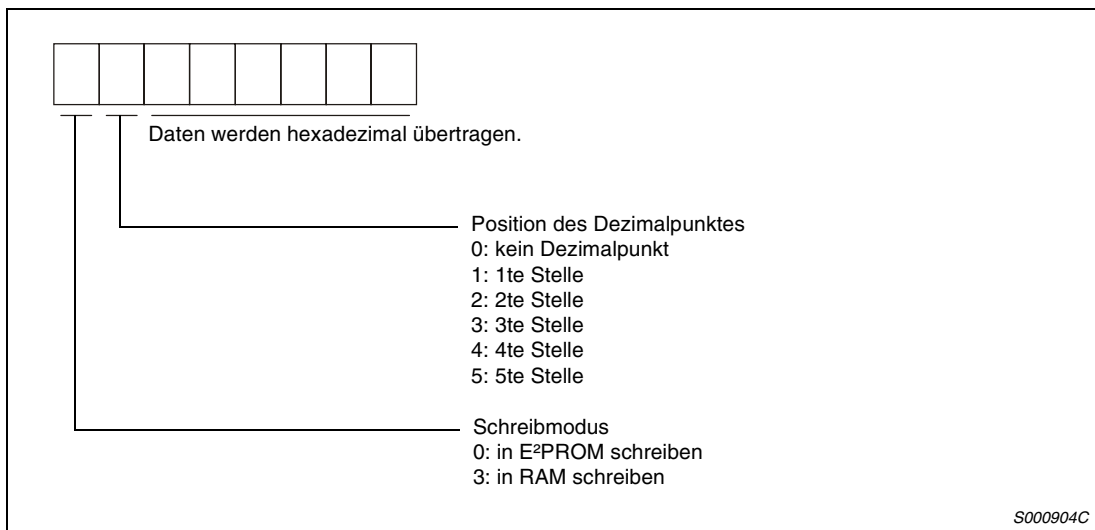 Daten werden hexadezimal übertragen.
Position des Dezimalpunktes
0: kein Dezimalpunkt
1: 1te Stelle
2: 2te Stelle
3: 3te Stelle
4: 4te Stelle
5: 5te Stelle
Schreibmodus
0: in E²PROM schreiben
3: in RAM schreiben
S000904C